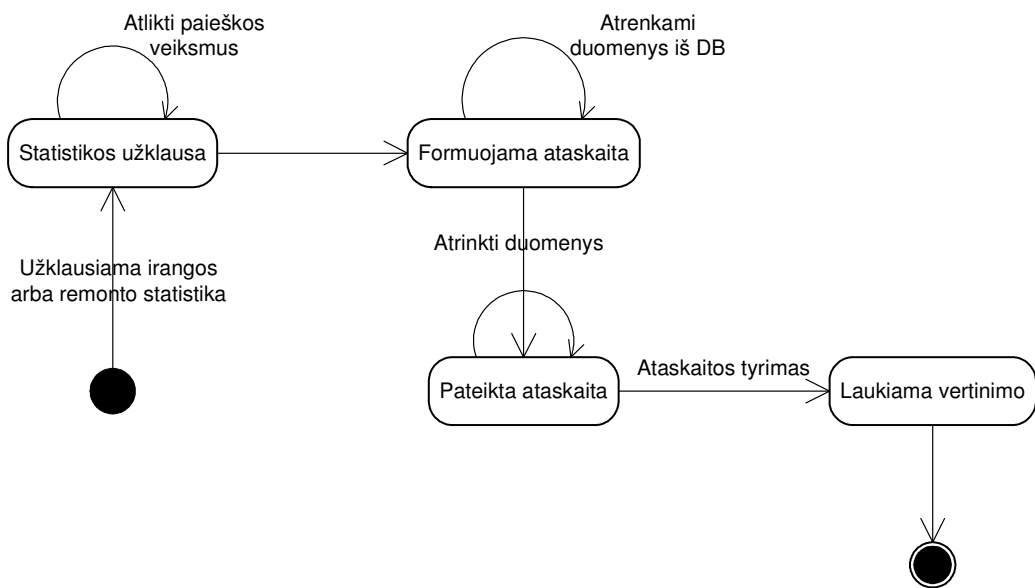 Atlikti paieškos
veiksmus
Atrenkami
duomenys iš DB
Statistikos užklausa
Formuojama ataskaita
Atrinkti duomenys
Užklausiama irangos
arba remonto statistika
Ataskaitos tyrimas
Pateikta ataskaita
Laukiama vertinimo